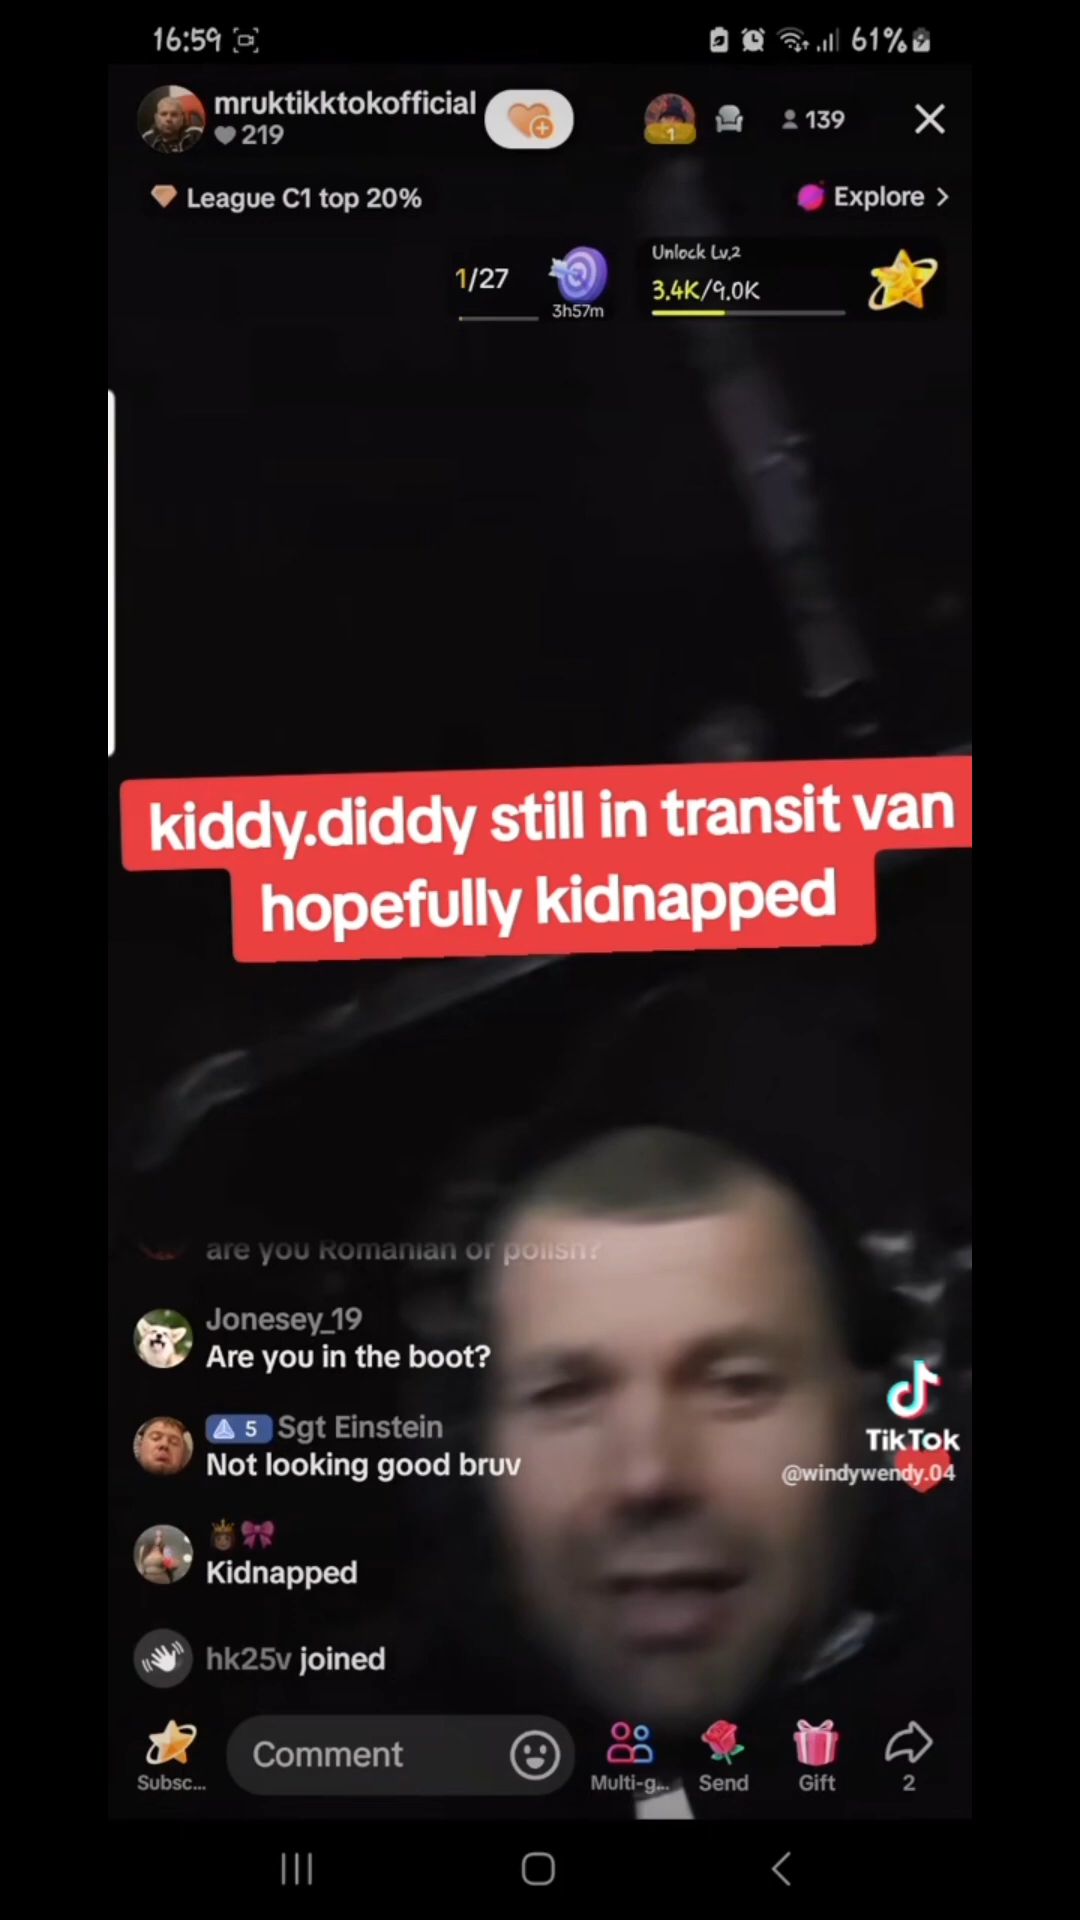 16:59
61%
mruktikktokofficial
219
1
139
League C1 top 20%
Explore >
1/27
3h57m
Unlock Lv.2
3.4K/9.0K
kiddy.diddy still in transit van
hopefully kidnapped
are you Romanian or polish?
Jonesey_19
Are you in the boot?
5 Sgt Einstein
Not looking good bruv
Kidnapped
hk25v joined
TikTok
@windywendy.04
Comment
Subsc...
Multi-g...
Send
Gift
2